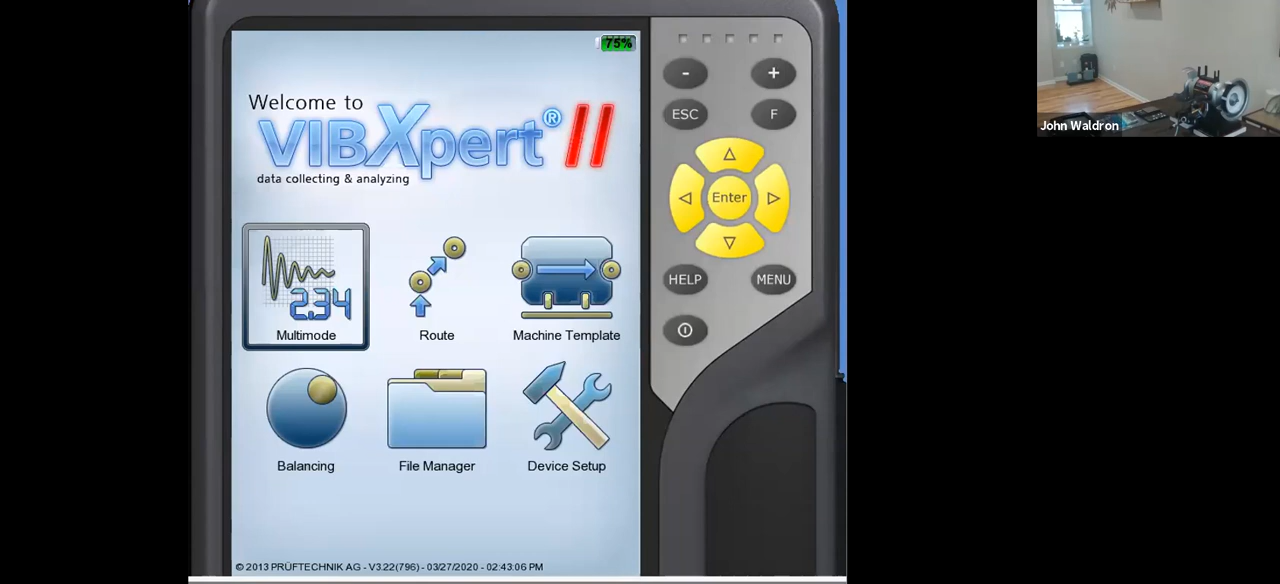 75%
Welcome to
VIBXpert® II
data collecting & analyzing
Multimode
Route
Machine Template
Balancing
File Manager
Device Setup
© 2013 PRÜFTECHNIK AG - V3.22(796) - 03/27/2020 - 02:43:06 PM
- +
ESC F
Enter
HELP MENU
John Waldron